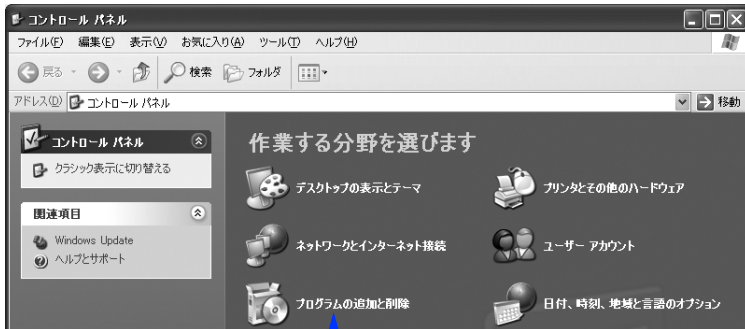 コントロール パネル
ファイル(F) 編集(E) 表示(V) お気に入り(A) ツール(T) ヘルプ(H)
戻る 検索 フォルダ
アドレス(D) コントロール パネル 移動
コントロール パネル
クラシック表示に切り替える
関連項目
Windows Update
ヘルプとサポート
作業する分野を選びます
デスクトップの表示とテーマ
プリンタとその他のハードウェア
ネットワークとインターネット接続
ユーザー アカウント
プログラムの追加と削除
日付、時刻、地域と言語のオプション